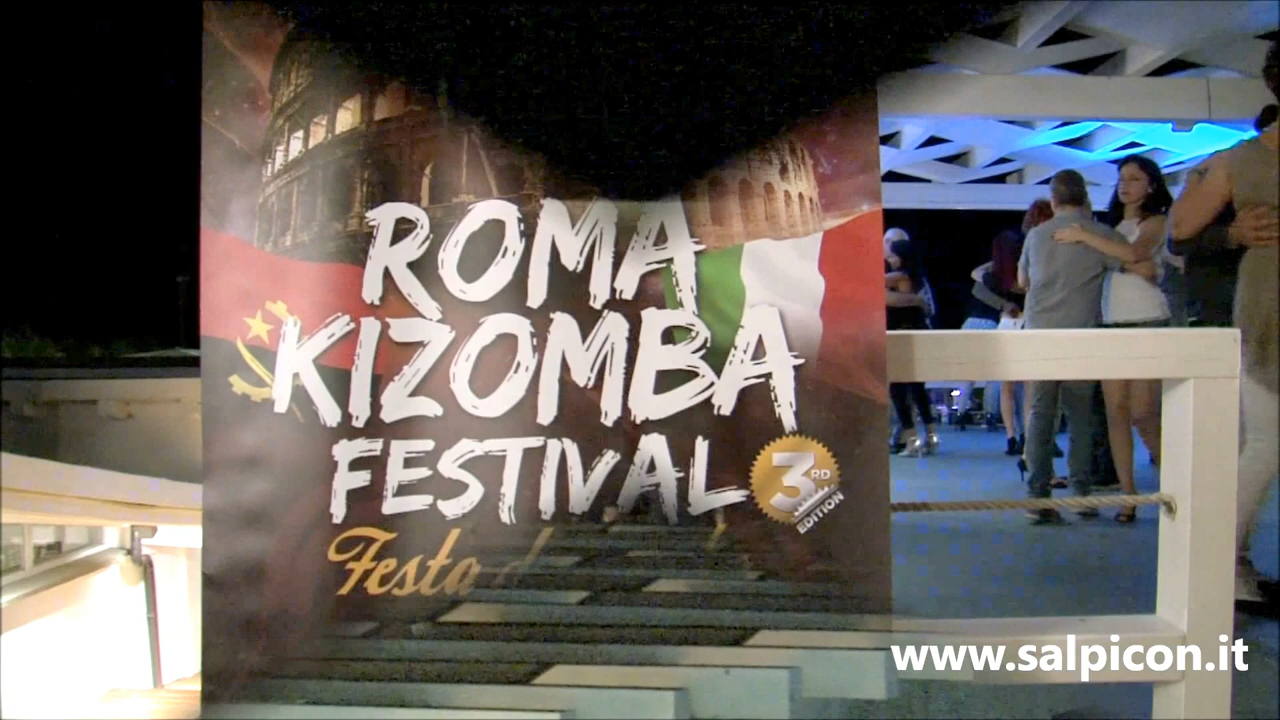 ROMA
KIZOMBA
FESTIVAL
3RD
EDITION
Festa
www.salpicon.it